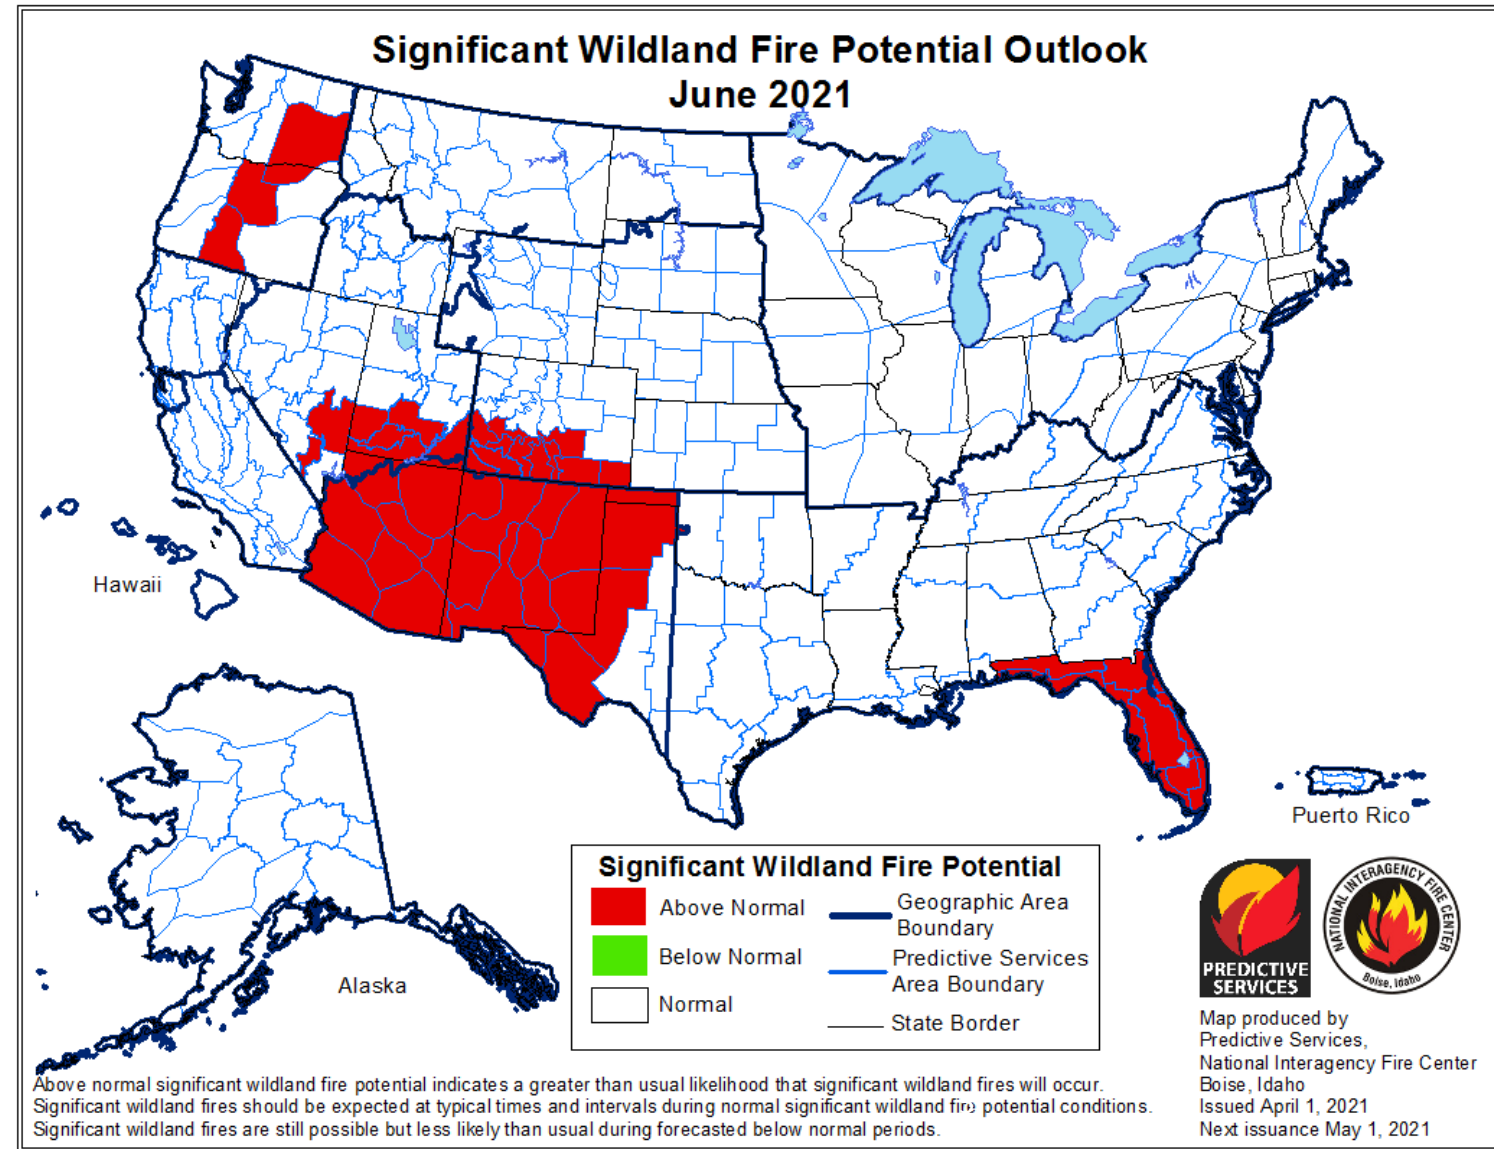 Significant Wildland Fire Potential Outlook
June 2021
Hawaii
Alaska
Puerto Rico
Significant Wildland Fire Potential
Above Normal
Below Normal
Normal
Geographic Area
Boundary
Predictive Services
Area Boundary
State Border
PREDICTIVE
SERVICES
NATIONAL INTERAGENCY FIRE CENTER
Boise, Idaho
Map produced by
Predictive Services,
National Interagency Fire Center
Boise, Idaho
Issued April 1, 2021
Next issuance May 1, 2021
Above normal significant wildland fire potential indicates a greater than usual likelihood that significant wildland fires will occur.
Significant wildland fires should be expected at typical times and intervals during normal significant wildland fire potential conditions.
Significant wildland fires are still possible but less likely than usual during forecasted below normal periods.